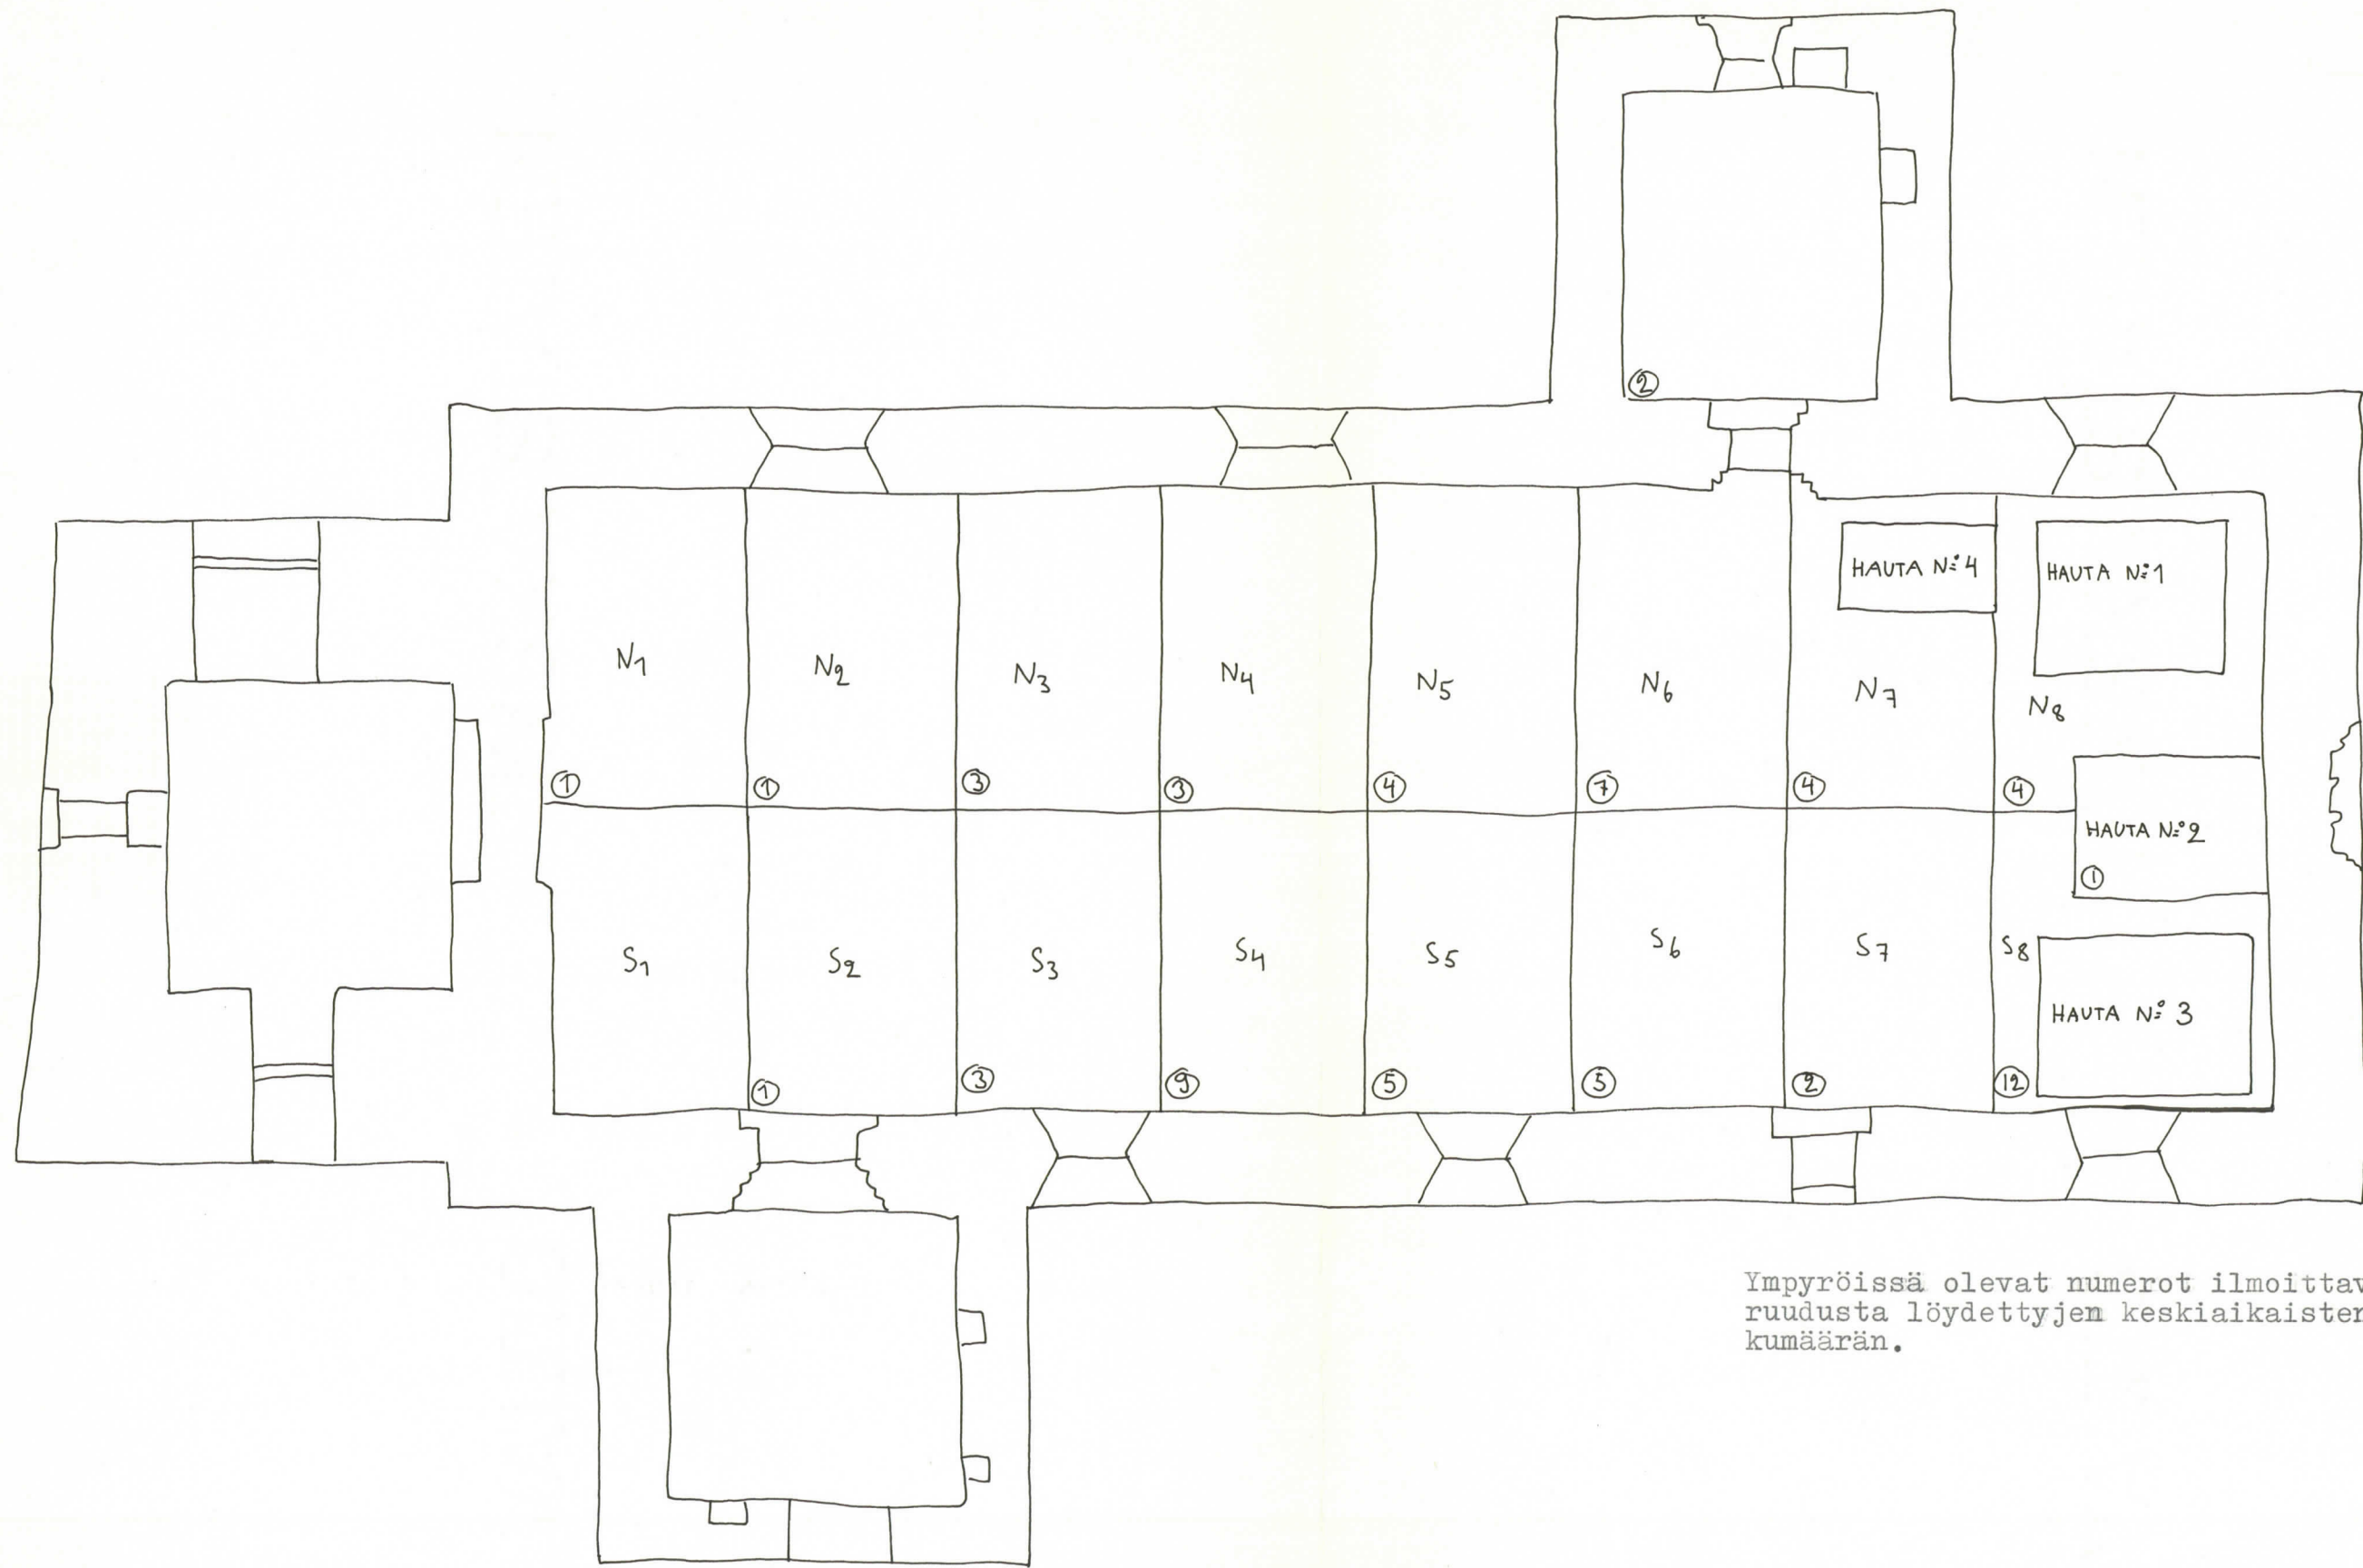 2
HAUTA N:o 4
HAUTA N:o 1
N1
N2
N3
N4
N5
N6
N7
N8
1
1
3
3
4
7
4
4
HAUTA N:o 2
1
S1
S2
S3
S4
S5
S6
S7
S8
HAUTA N:o 3
1
3
9
5
5
2
12
Ympyröissä olevat numerot ilmoittav
ruudusta löydettyjen keskiaikaisten
kumäärän.